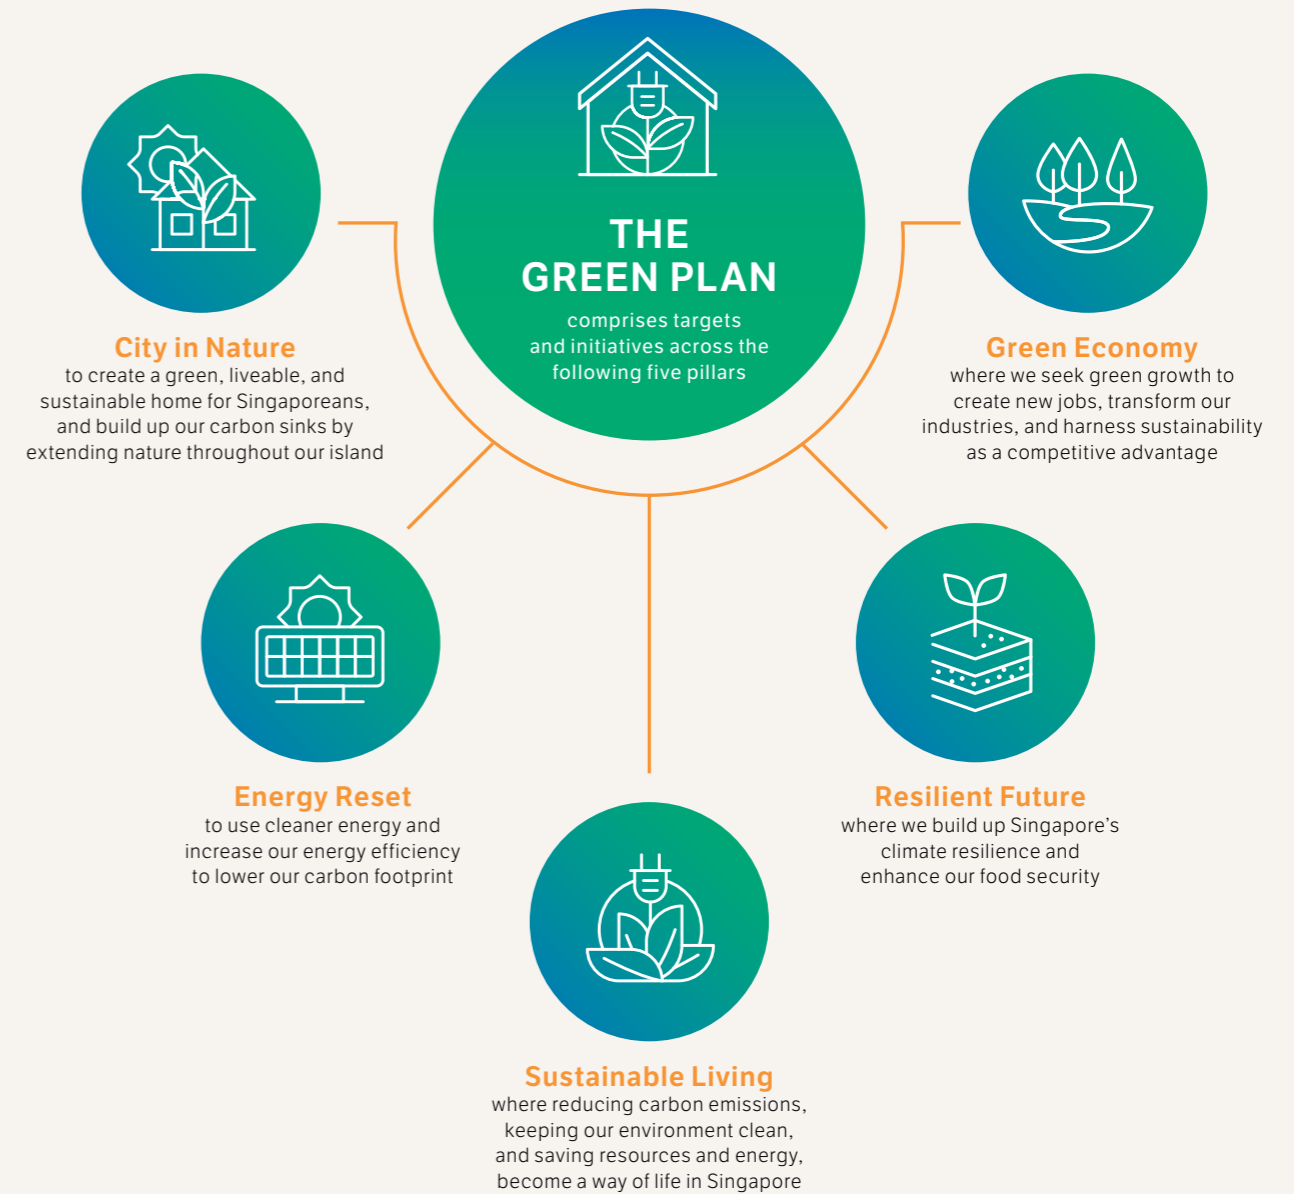 THE
GREEN PLAN
comprises targets
and initiatives across the
following five pillars
City in Nature
to create a green, liveable, and
sustainable home for Singaporeans,
and build up our carbon sinks by
extending nature throughout our island
Green Economy
where we seek green growth to
create new jobs, transform our
industries, and harness sustainability
as a competitive advantage
Energy Reset
to use cleaner energy and
increase our energy efficiency
to lower our carbon footprint
Resilient Future
where we build up Singapore’s
climate resilience and
enhance our food security
Sustainable Living
where reducing carbon emissions,
keeping our environment clean,
and saving resources and energy,
become a way of life in Singapore